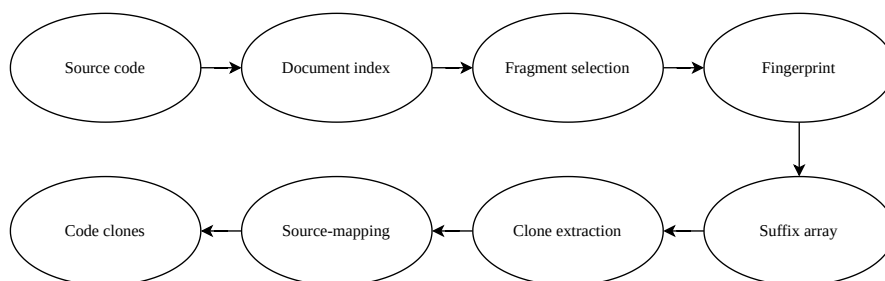 Source code
Document index
Fragment selection
Fingerprint
Code clones
Source-mapping
Clone extraction
Suffix array